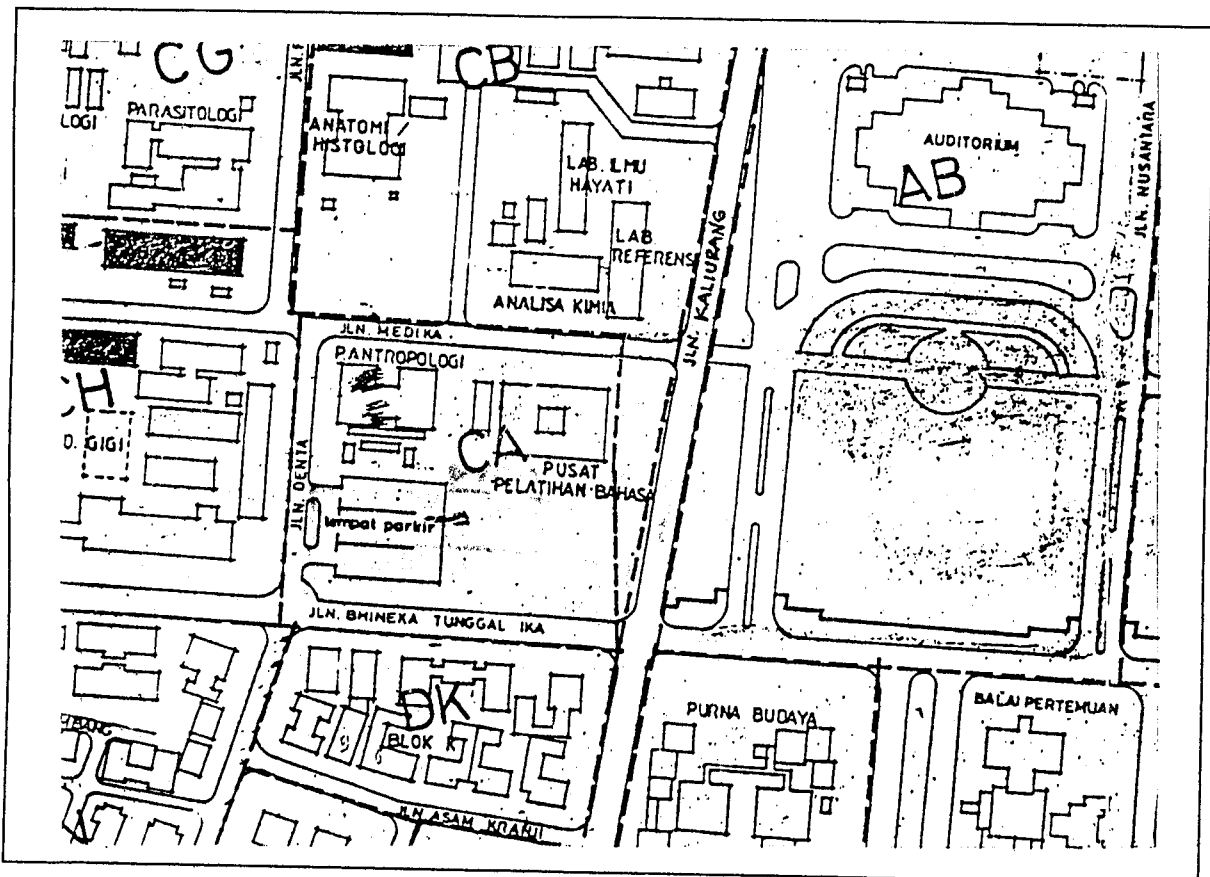 CG
CB
PARASITOLOGI
LOGI
ANATOMI
HISTOLOGI
AUDITORIUM
AB
LAB. ILMU
HAYATI
LAB.
REFERENSI
JLN. NUSANTARA
JLN. KALIURANG
ANALISA KIMIA
JLN. MEDIKA
P.ANTROPOLOGI
CH
GIGI
CA
PUSAT
PELATIHAN BAHASA
JLN. DENTA
tempat parkir
JLN. BHINEKA TUNGGAL IKA
DK
BLOK K
PURNA BUDAYA
BALAI PERTEMUAN
JLN. ASAM KRANJI